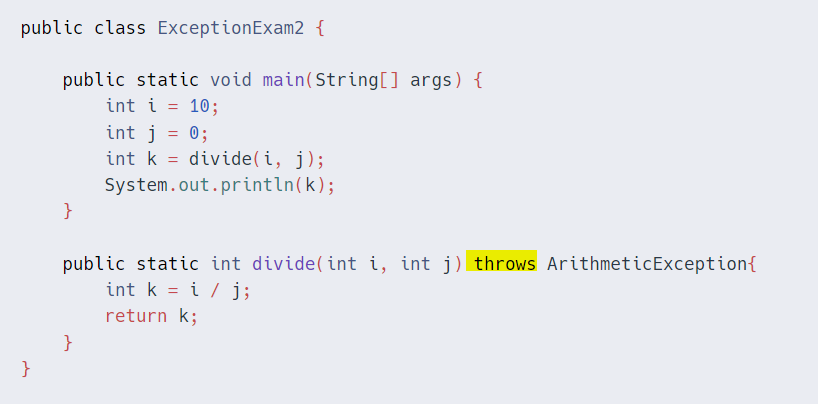 public class ExceptionExam2 {
public static void main(String[] args) {
int i = 10;
int j = 0;
int k = divide(i, j);
System.out.println(k);
}
public static int divide(int i, int j) throws ArithmeticException{
int k = i / j;
return k;
}
}